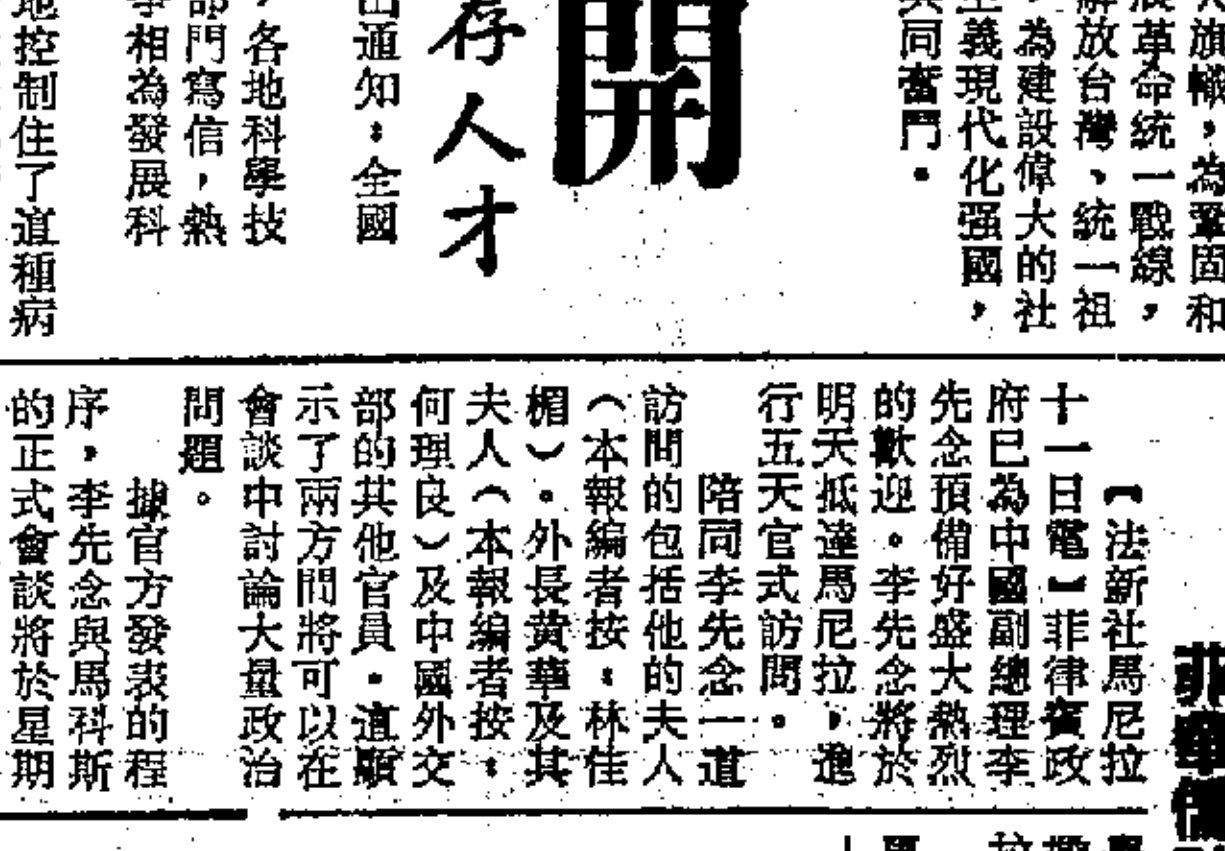 旗幟，為鞏固和
展革命統一戰線，
解放台灣、統一祖
，為建設偉大的社
主義現代化强國，
共同奮鬥。
開
存人才
出通知：全國
，各地科學技
部門寫信，熱
事相為發展科
地控制住了這種病
菲律賓
【法新社馬尼拉
十一日電】菲律賓政
府已為中國副總理李
先念預備好盛大熱烈
的歡迎。李先念將於
明天抵達馬尼拉，進
行五天官式訪問。
陪同李先念一道
訪問的包括他的夫人
（本報編者按：林佳
楣）。外長黄華及其
夫人（本報編者按：
何理良）及中國外交
部的其他官員。這顯
示了兩方間將可以在
會談中討論大量政治
問題。
據官方發表的程
序，李先念與馬科斯
的正式會談將於星期